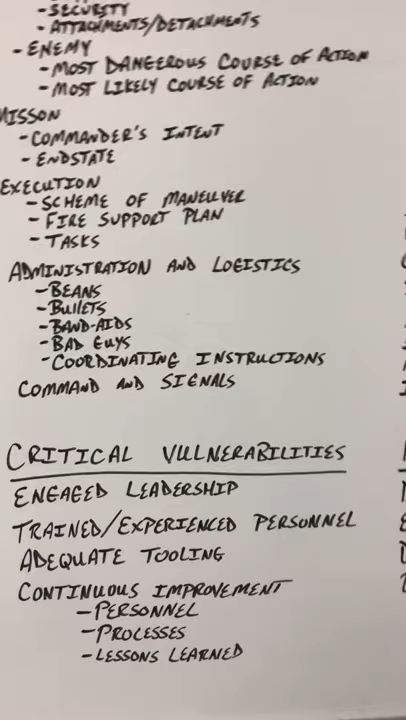 - SECURITY
- ATTACHMENTS/DETACHMENTS
- ENEMY
- MOST DANGEROUS COURSE OF ACTION
- MOST LIKELY COURSE OF ACTION
MISSON
- COMMANDER'S INTENT
- ENDSTATE
EXECUTION
- SCHEME OF MANEUVER
- FIRE SUPPORT PLAN
- TASKS
ADMINISTRATION AND LOGISTICS
- BEANS
- BULLETS
- BAND-AIDS
- BAD GUYS
- COORDINATING INSTRUCTIONS
COMMAND AND SIGNALS
CRITICAL VULNERABILITIES
ENGAGED LEADERSHIP
TRAINED/EXPERIENCED PERSONNEL
ADEQUATE TOOLING
CONTINUOUS IMPROVEMENT
- PERSONNEL
- PROCESSES
- LESSONS LEARNED